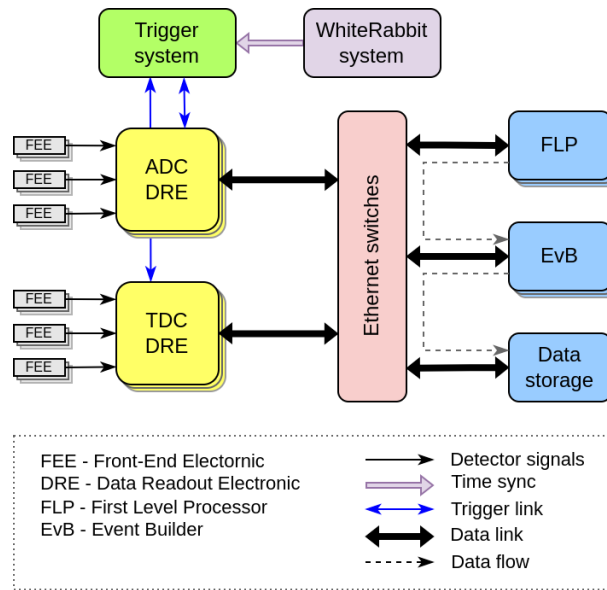 Trigger
system
WhiteRabbit
system
FEE
FEE
FEE
ADC
DRE
FEE
FEE
FEE
TDC
DRE
Ethernet switches
FLP
EvB
Data
storage
FEE - Front-End Electornic
DRE - Data Readout Electronic
FLP - First Level Processor
EvB - Event Builder
Detector signals
Time sync
Trigger link
Data link
Data flow